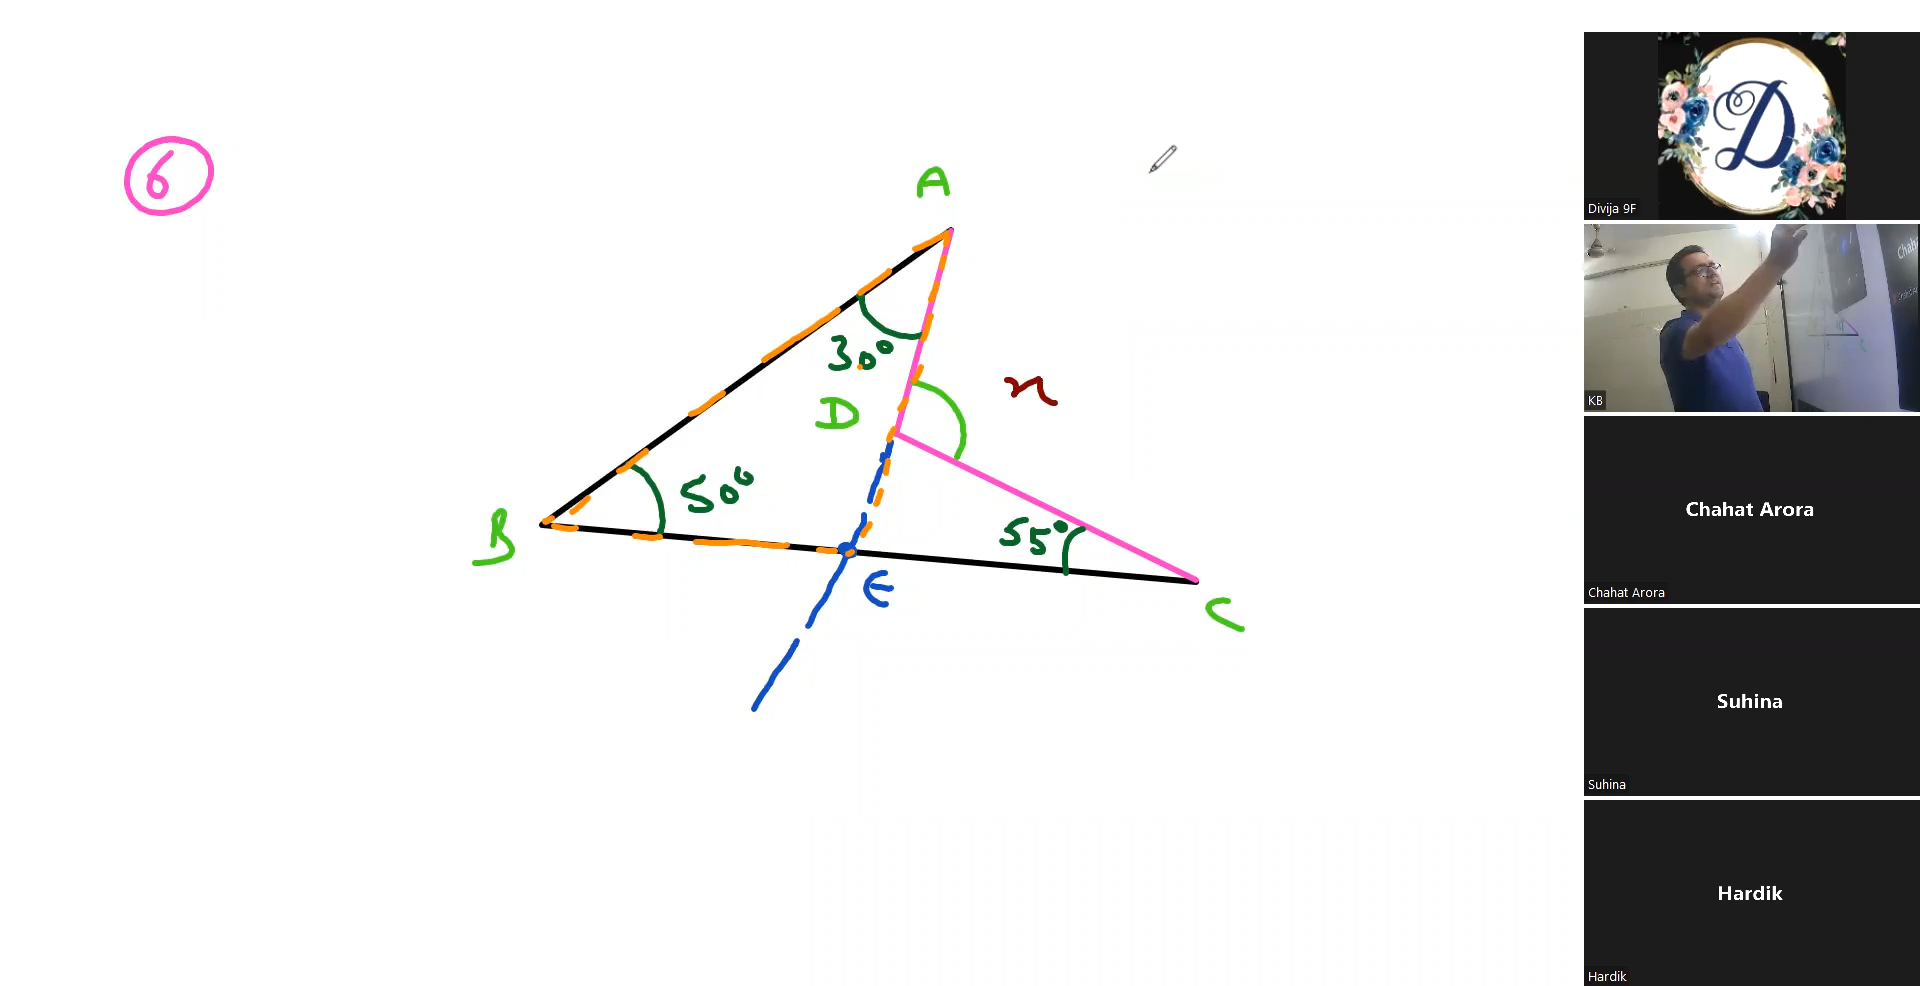 6
A
30°
D
x
50°
B
55°
E
C
D
Divija 9F
KB
Chahat Arora
Chahat Arora
Suhina
Suhina
Hardik
Hardik